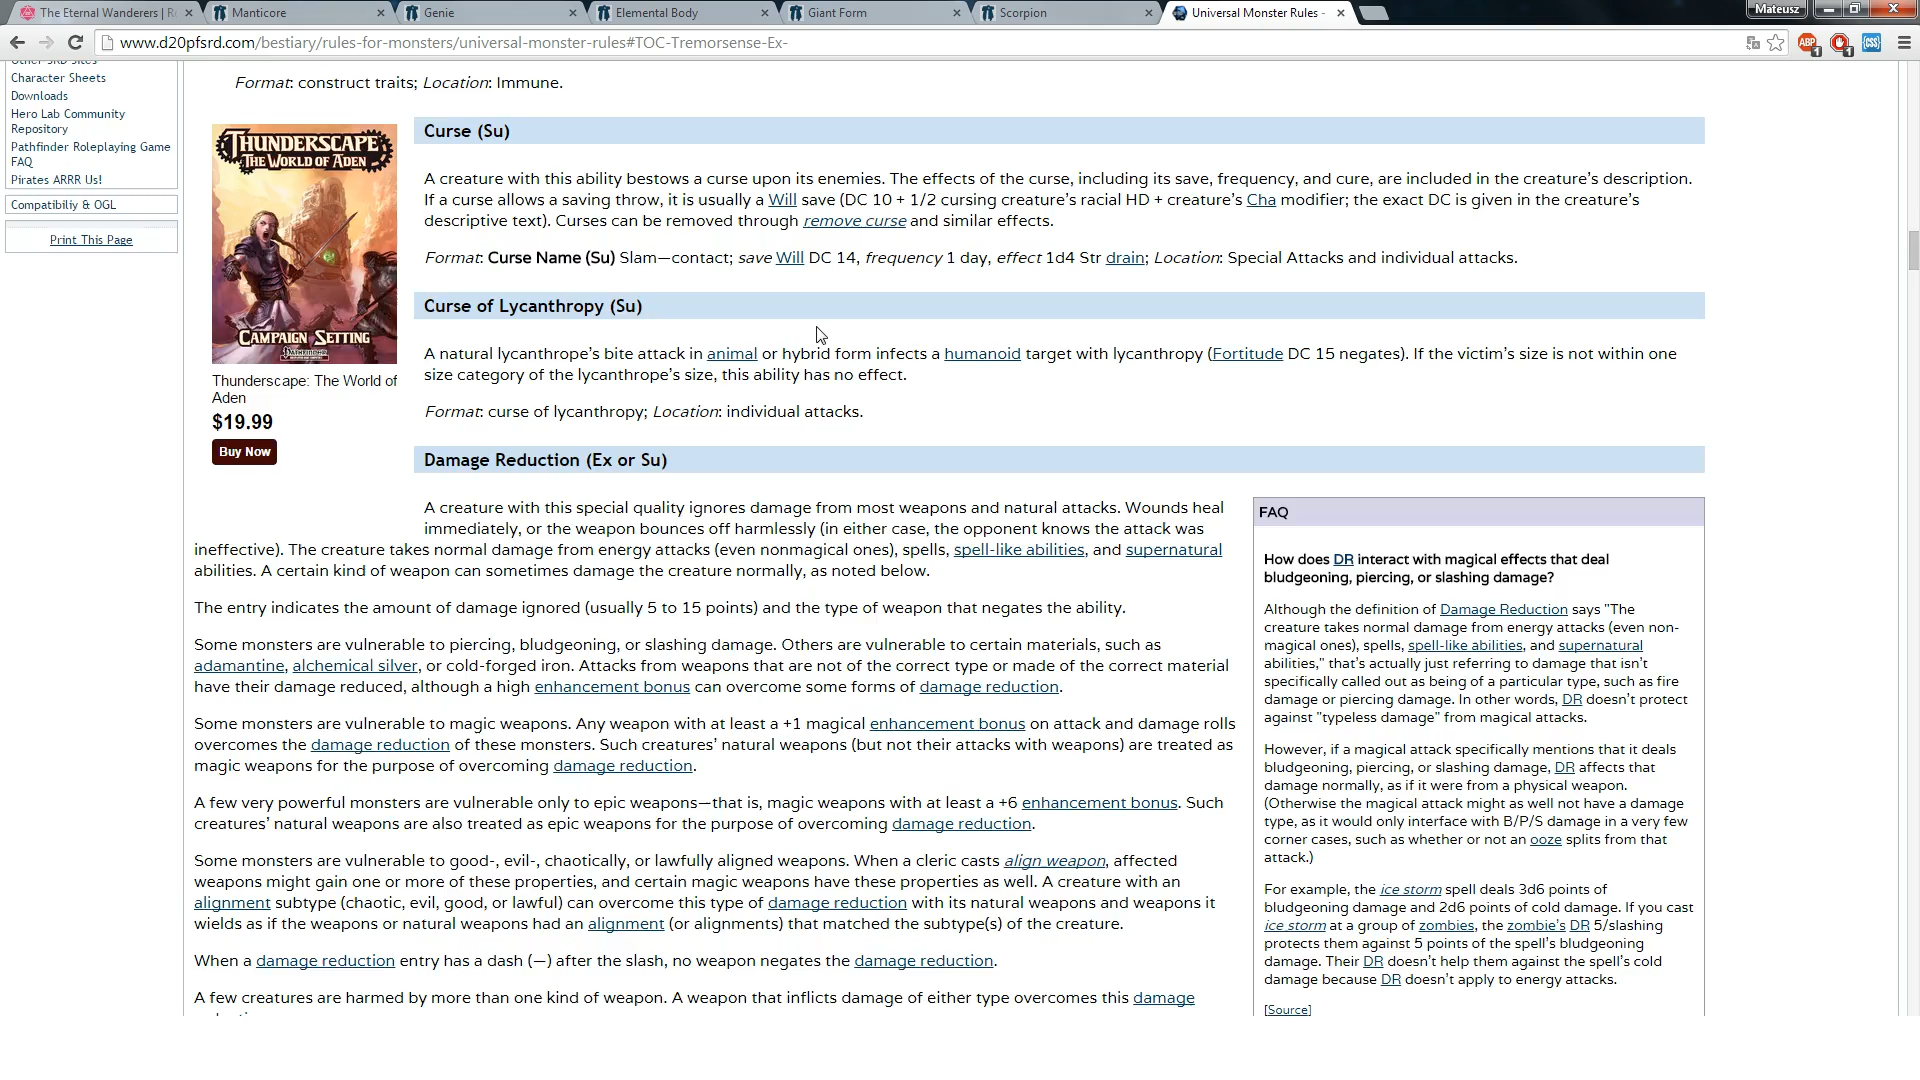 The Eternal Wanderers | R
Manticore
Genie
Elemental Body
Giant Form
Scorpion
Universal Monster Rules -
Mateusz
www.d20pfsrd.com/bestiary/rules-for-monsters/universal-monster-rules#TOC-Tremorsense-Ex-
Other SRD Sites
Character Sheets
Downloads
Hero Lab Community
Repository
Pathfinder Roleplaying Game
FAQ
Pirates ARRR Us!
Compatibiliy & OGL
Print This Page
Format: construct traits; Location: Immune.
THUNDERSCAPE
THE WORLD OF ADEN
CAMPAIGN SETTING
Thunderscape: The World of
Aden
$19.99
Buy Now
Curse (Su)
A creature with this ability bestows a curse upon its enemies. The effects of the curse, including its save, frequency, and cure, are included in the creature's description.
If a curse allows a saving throw, it is usually a Will save (DC 10 + 1/2 cursing creature's racial HD + creature's Cha modifier; the exact DC is given in the creature's
descriptive text). Curses can be removed through remove curse and similar effects.
Format: Curse Name (Su) Slam—contact; save Will DC 14, frequency 1 day, effect 1d4 Str drain; Location: Special Attacks and individual attacks.
Curse of Lycanthropy (Su)
A natural lycanthrope's bite attack in animal or hybrid form infects a humanoid target with lycanthropy (Fortitude DC 15 negates). If the victim's size is not within one
size category of the lycanthrope's size, this ability has no effect.
Format: curse of lycanthropy; Location: individual attacks.
Damage Reduction (Ex or Su)
A creature with this special quality ignores damage from most weapons and natural attacks. Wounds heal
immediately, or the weapon bounces off harmlessly (in either case, the opponent knows the attack was
ineffective). The creature takes normal damage from energy attacks (even nonmagical ones), spells, spell-like abilities, and supernatural
abilities. A certain kind of weapon can sometimes damage the creature normally, as noted below.
The entry indicates the amount of damage ignored (usually 5 to 15 points) and the type of weapon that negates the ability.
Some monsters are vulnerable to piercing, bludgeoning, or slashing damage. Others are vulnerable to certain materials, such as
adamantine, alchemical silver, or cold-forged iron. Attacks from weapons that are not of the correct type or made of the correct material
have their damage reduced, although a high enhancement bonus can overcome some forms of damage reduction.
Some monsters are vulnerable to magic weapons. Any weapon with at least a +1 magical enhancement bonus on attack and damage rolls
overcomes the damage reduction of these monsters. Such creatures' natural weapons (but not their attacks with weapons) are treated as
magic weapons for the purpose of overcoming damage reduction.
A few very powerful monsters are vulnerable only to epic weapons—that is, magic weapons with at least a +6 enhancement bonus. Such
creatures' natural weapons are also treated as epic weapons for the purpose of overcoming damage reduction.
Some monsters are vulnerable to good-, evil-, chaotically, or lawfully aligned weapons. When a cleric casts align weapon, affected
weapons might gain one or more of these properties, and certain magic weapons have these properties as well. A creature with an
alignment subtype (chaotic, evil, good, or lawful) can overcome this type of damage reduction with its natural weapons and weapons it
wields as if the weapons or natural weapons had an alignment (or alignments) that matched the subtype(s) of the creature.
When a damage reduction entry has a dash (—) after the slash, no weapon negates the damage reduction.
A few creatures are harmed by more than one kind of weapon. A weapon that inflicts damage of either type overcomes this damage
FAQ
How does DR interact with magical effects that deal
bludgeoning, piercing, or slashing damage?
Although the definition of Damage Reduction says "The
creature takes normal damage from energy attacks (even non-
magical ones), spells, spell-like abilities, and supernatural
abilities," that's actually just referring to damage that isn't
specifically called out as being of a particular type, such as fire
damage or piercing damage. In other words, DR doesn't protect
against "typeless damage" from magical attacks.
However, if a magical attack specifically mentions that it deals
bludgeoning, piercing, or slashing damage, DR affects that
damage normally, as if it were from a physical weapon.
(Otherwise the magical attack might as well not have a damage
type, as it would only interface with B/P/S damage in a very few
corner cases, such as whether or not an ooze splits from that
attack.)
For example, the ice storm spell deals 3d6 points of
bludgeoning damage and 2d6 points of cold damage. If you cast
ice storm at a group of zombies, the zombie's DR 5/slashing
protects them against 5 points of the spell's bludgeoning
damage. Their DR doesn't help them against the spell's cold
damage because DR doesn't apply to energy attacks.
[Source]